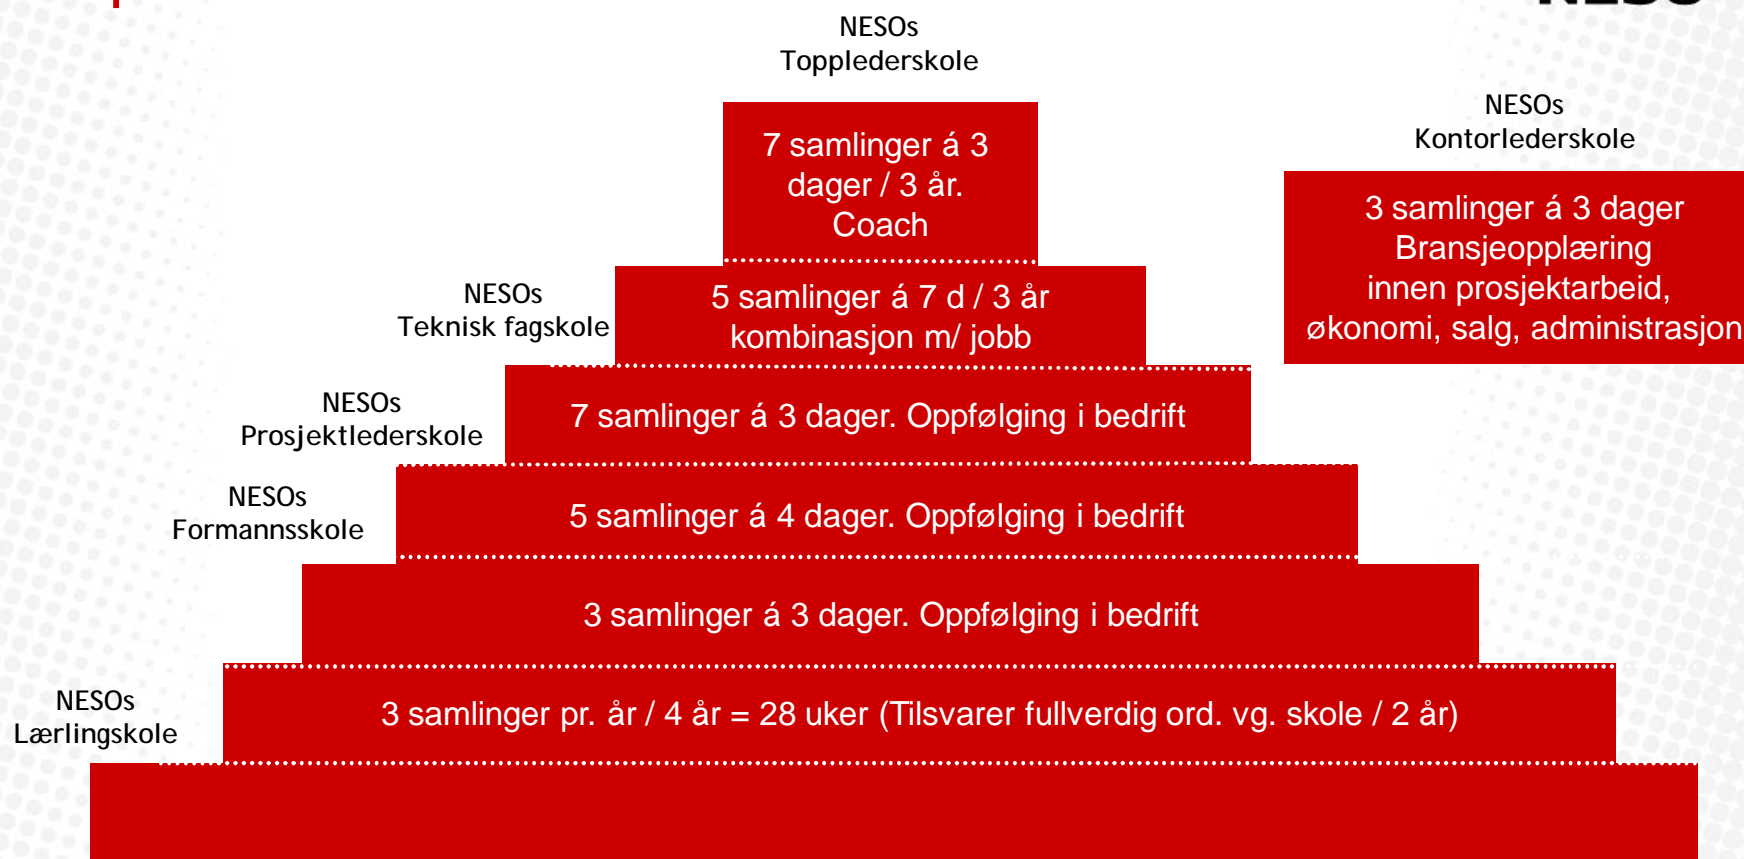 NESO
NESOs
Topplederskole
7 samlinger á 3
dager / 3 år.
Coach
NESOs
Kontorlederskole
3 samlinger á 3 dager
Bransjeopplæring
innen prosjektarbeid,
økonomi, salg, administrasjon
NESOs
Teknisk fagskole
5 samlinger á 7 d / 3 år
kombinasjon m/ jobb
NESOs
Prosjektlederskole
7 samlinger á 3 dager. Oppfølging i bedrift
NESOs
Formannsskole
5 samlinger á 4 dager. Oppfølging i bedrift
3 samlinger á 3 dager. Oppfølging i bedrift
NESOs
Lærlingskole
3 samlinger pr. år / 4 år = 28 uker (Tilsvarer fullverdig ord. vg. skole / 2 år)